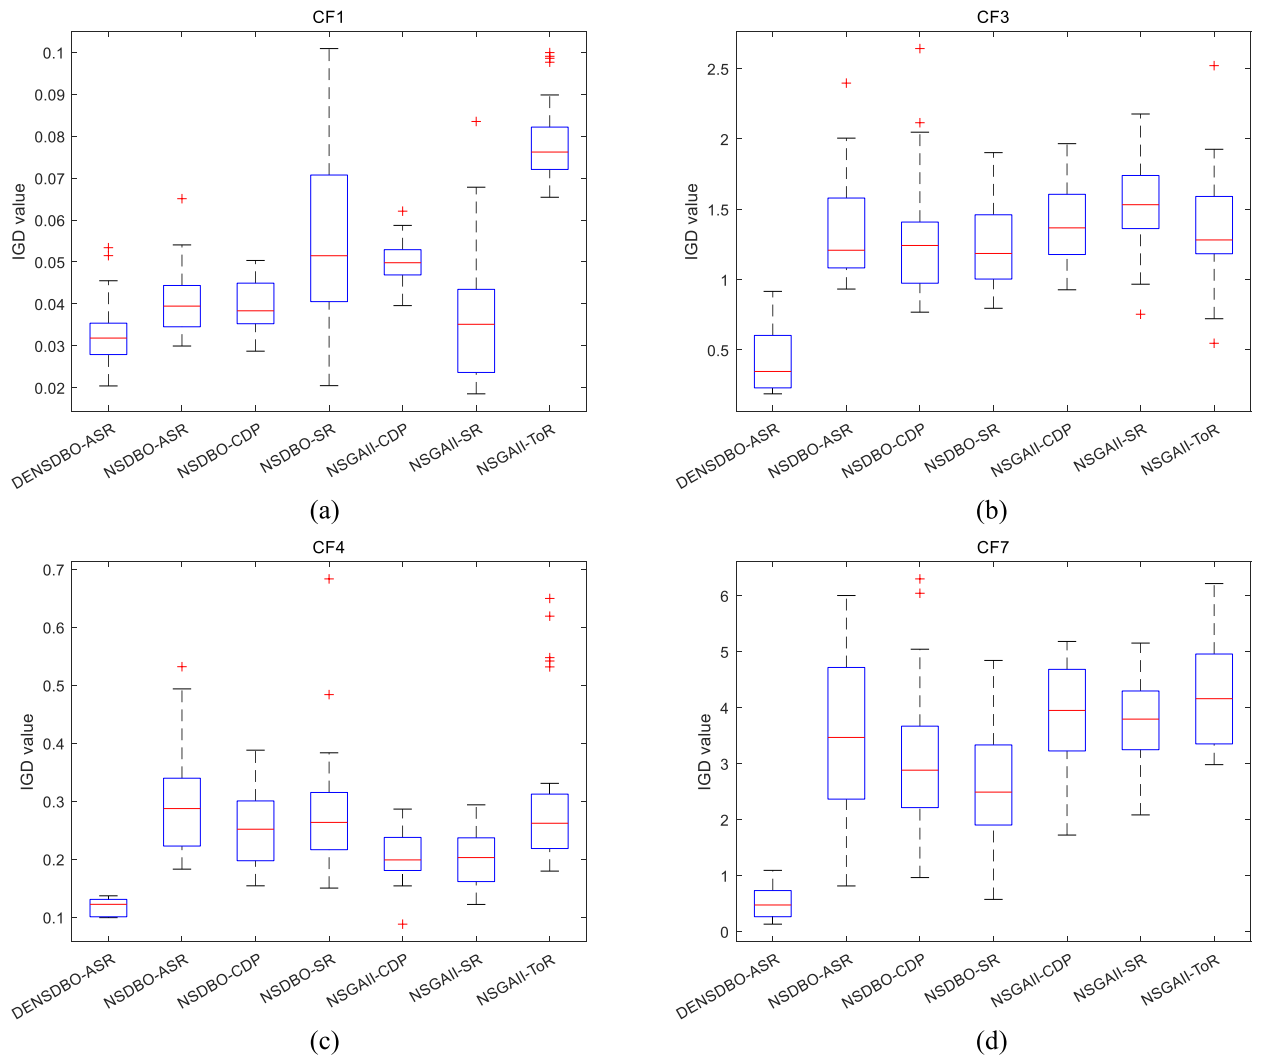 CF1
IGD value
0.1
0.09
0.08
0.07
0.06
0.05
0.04
0.03
0.02
DENSDBO-ASR
NSDBO-ASR
NSDBO-CDP
NSDBO-SR
NSGAII-CDP
NSGAII-SR
NSGAII-ToR
(a)
CF3
IGD value
2.5
2
1.5
1
0.5
DENSDBO-ASR
NSDBO-ASR
NSDBO-CDP
NSDBO-SR
NSGAII-CDP
NSGAII-SR
NSGAII-ToR
(b)
CF4
IGD value
0.7
0.6
0.5
0.4
0.3
0.2
0.1
DENSDBO-ASR
NSDBO-ASR
NSDBO-CDP
NSDBO-SR
NSGAII-CDP
NSGAII-SR
NSGAII-ToR
(c)
CF7
IGD value
6
5
4
3
2
1
0
DENSDBO-ASR
NSDBO-ASR
NSDBO-CDP
NSDBO-SR
NSGAII-CDP
NSGAII-SR
NSGAII-ToR
(d)